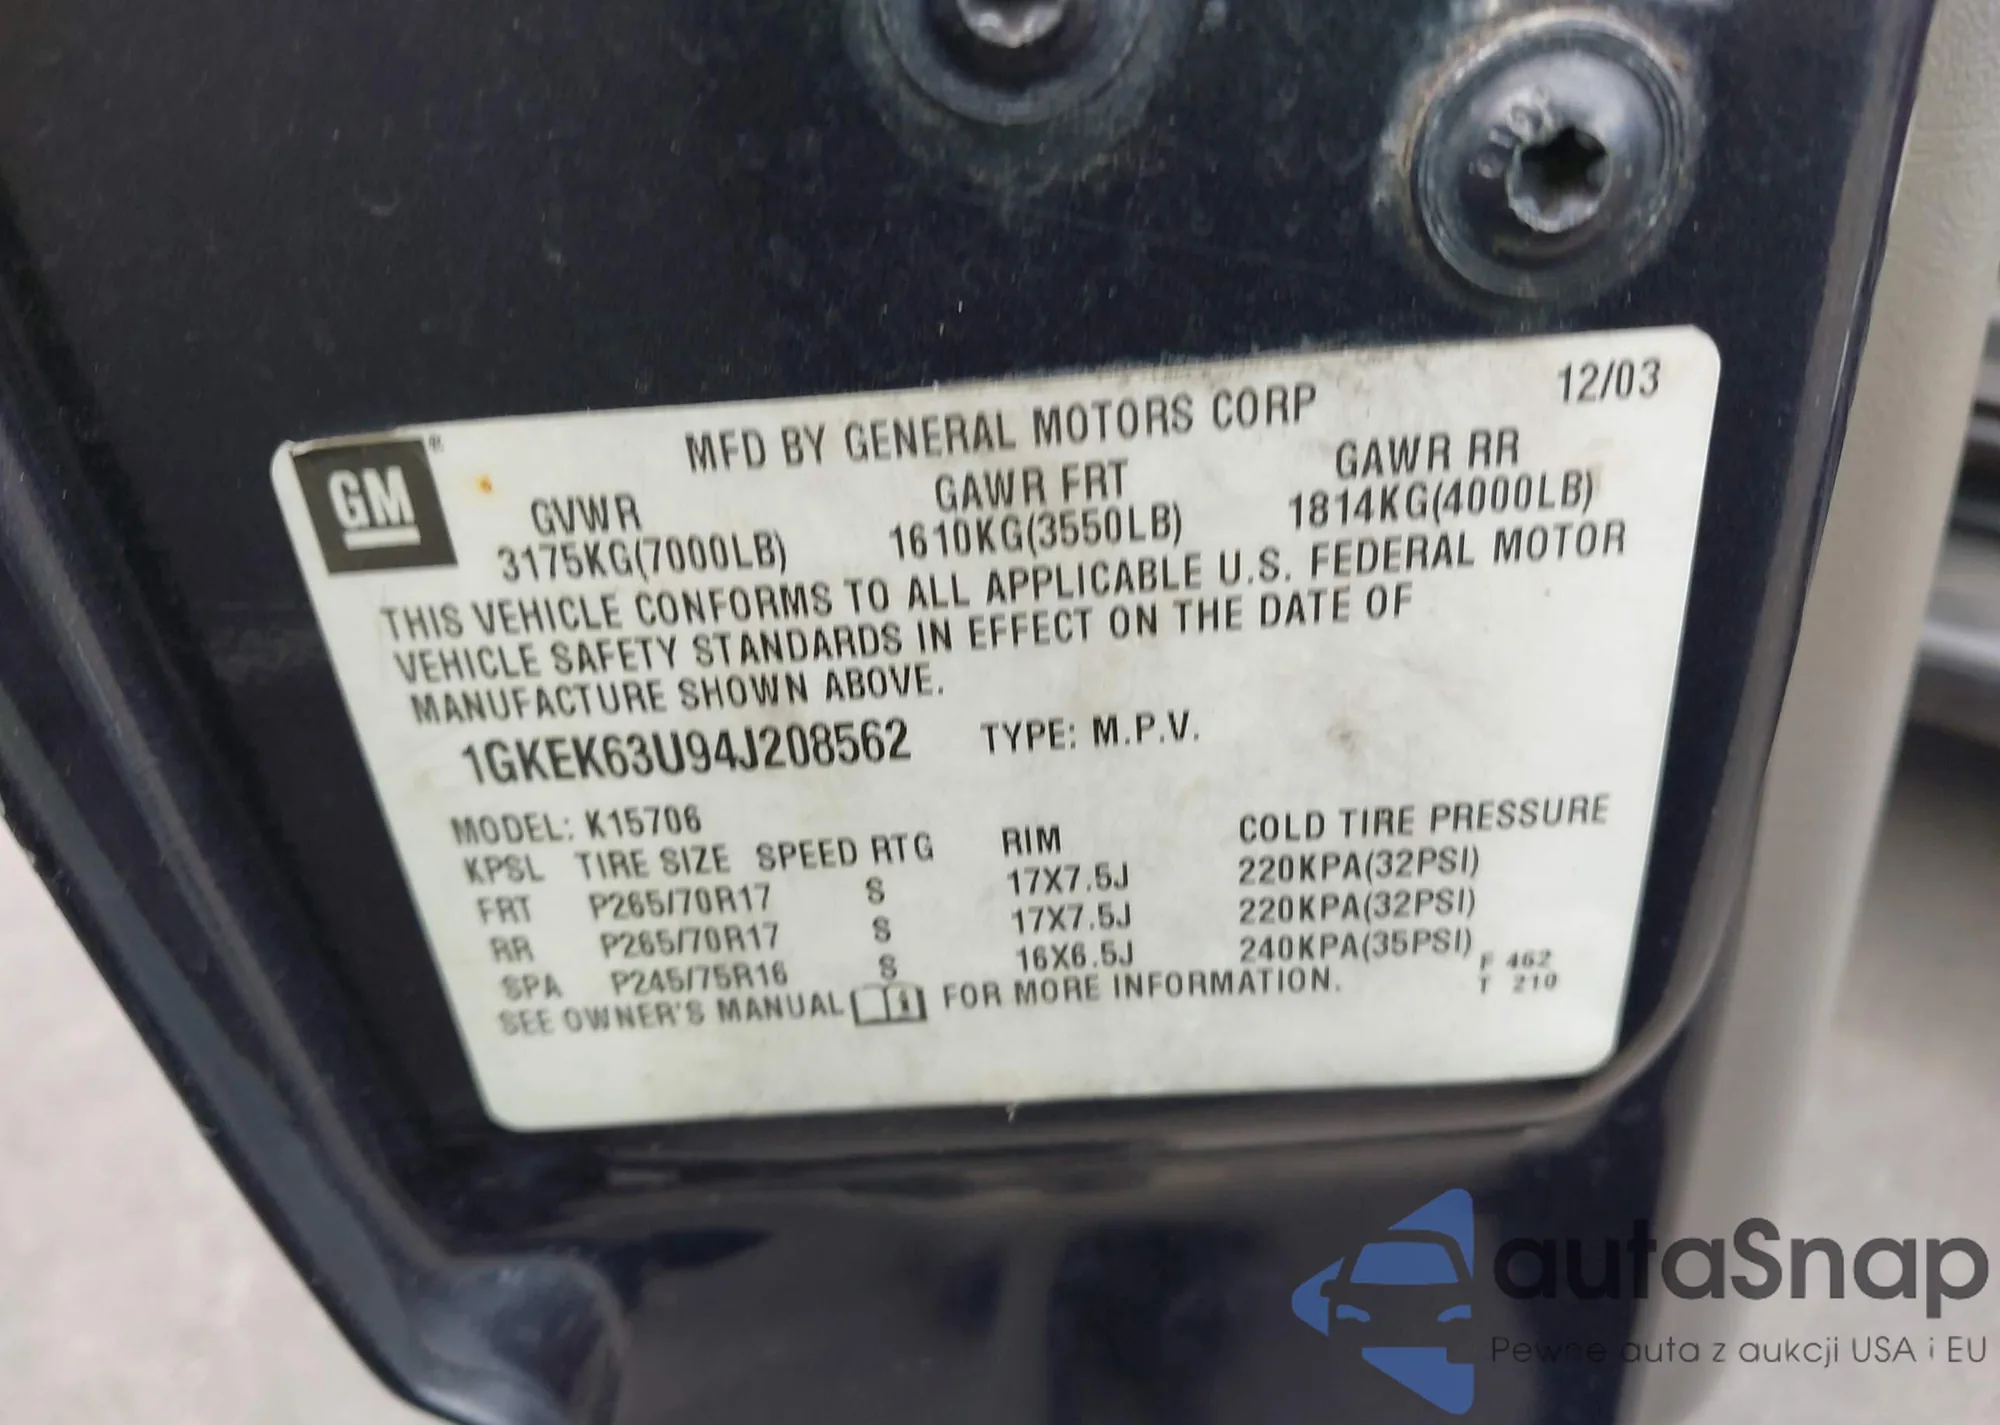 12/03
MFD BY GENERAL MOTORS CORP
GM®
GVWR GAWR FRT GAWR RR
3175KG(7000LB) 1610KG(3550LB) 1814KG(4000LB)
THIS VEHICLE CONFORMS TO ALL APPLICABLE U.S. FEDERAL MOTOR
VEHICLE SAFETY STANDARDS IN EFFECT ON THE DATE OF
MANUFACTURE SHOWN ABOVE.
1GKEK63U94J208562 TYPE: M.P.V.
MODEL: K15706
KPSL TIRE SIZE SPEED RTG RIM COLD TIRE PRESSURE
FRT P265/70R17 S 17X7.5J 220KPA(32PSI)
RR P265/70R17 S 17X7.5J 220KPA(32PSI)
SPA P245/75R16 S 16X6.5J 240KPA(35PSI) F 462
T 210
SEE OWNER'S MANUAL FOR MORE INFORMATION.
autaSnap
Pewne auta z aukcji USA i EU